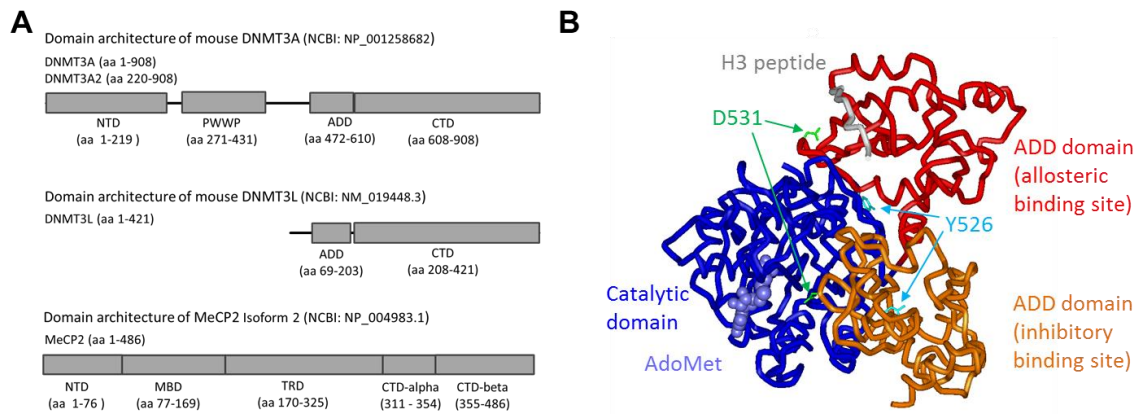 A
Domain architecture of mouse DNMT3A (NCBI: NP_001258682)
DNMT3A (aa 1-908)
DNMT3A2 (aa 220-908)
NTD
(aa 1-219 )
PWWP
(aa 271-431)
ADD
(aa 472-610)
CTD
(aa 608-908)
Domain architecture of mouse DNMT3L (NCBI: NM_019448.3)
DNMT3L (aa 1-421)
ADD
(aa 69-203)
CTD
(aa 208-421)
Domain architecture of MeCP2 Isoform 2 (NCBI: NP_004983.1)
MeCP2 (aa 1-486)
NTD
(aa 1-76 )
MBD
(aa 77-169)
TRD
(aa 170-325)
CTD-alpha
(311 - 354)
CTD-beta
(355-486)
B
H3 peptide
D531
ADD domain
(allosteric
binding site)
Y526
Catalytic
domain
AdoMet
ADD domain
(inhibitory
binding site)